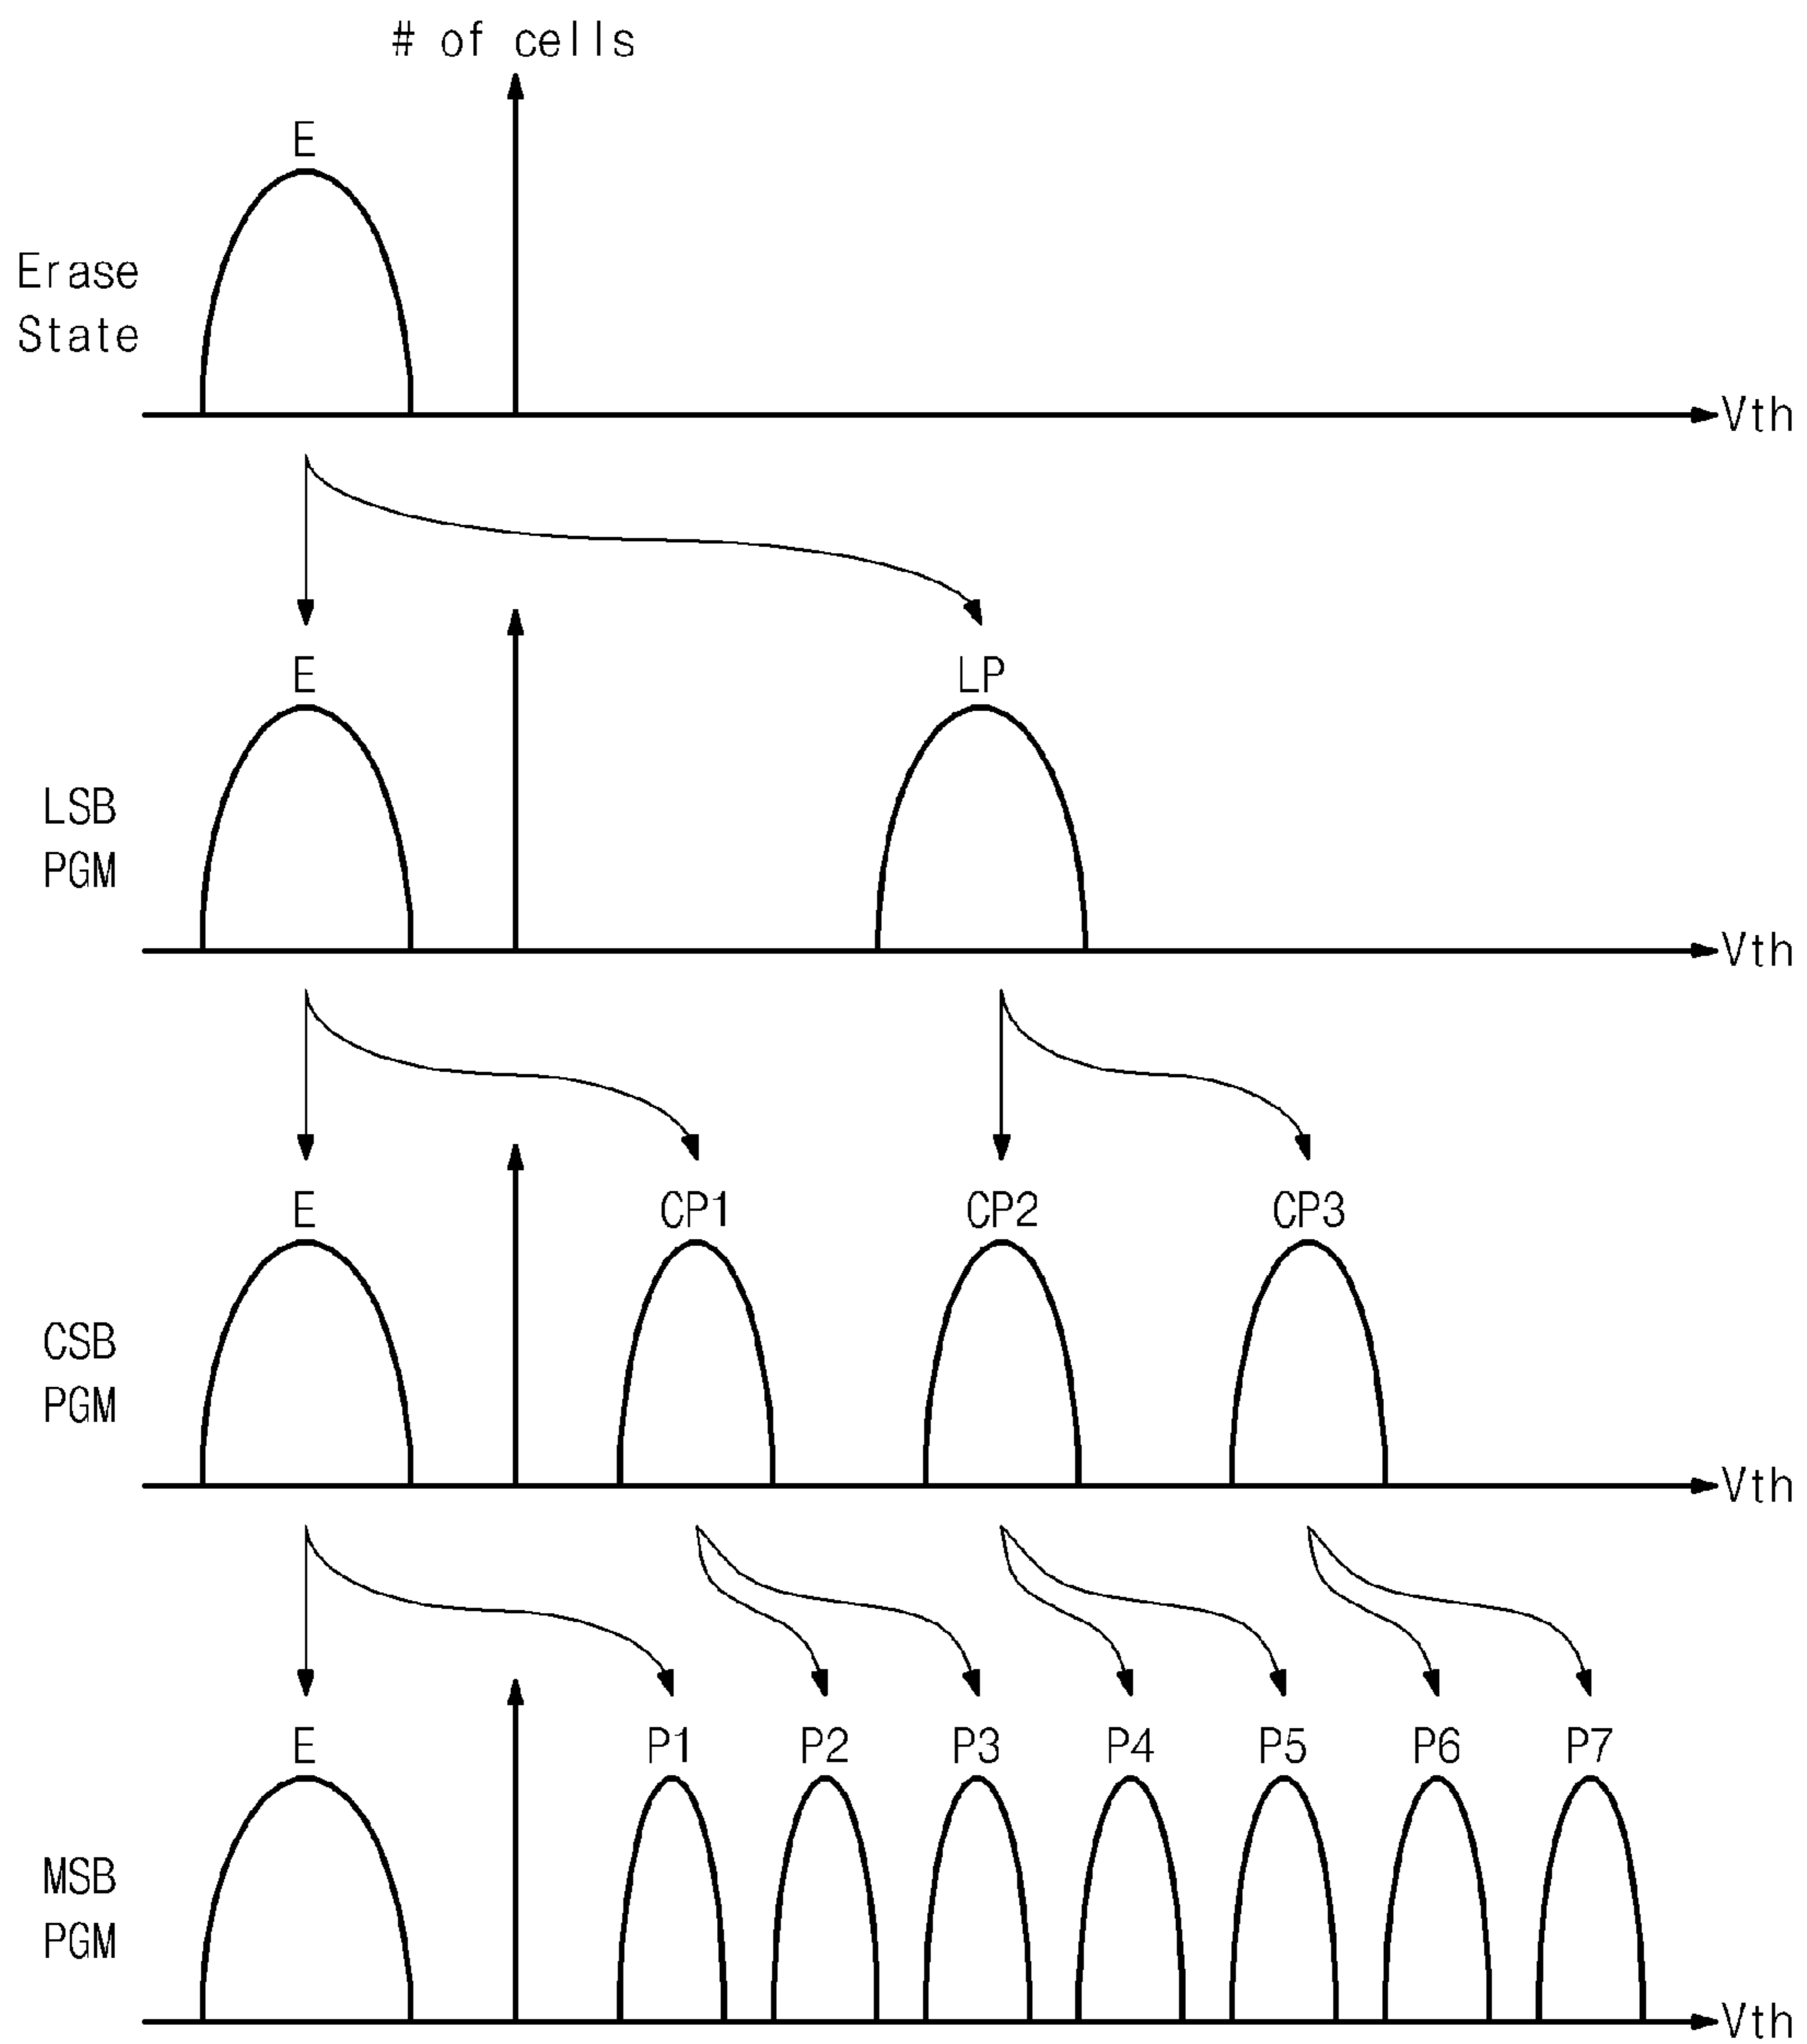 # of cells
E
Erase
State
Vth
E
LP
LSB
PGM
Vth
E
CP1
CP2
CP3
CSB
PGM
Vth
E
P1
P2
P3
P4
P5
P6
P7
MSB
PGM
Vth